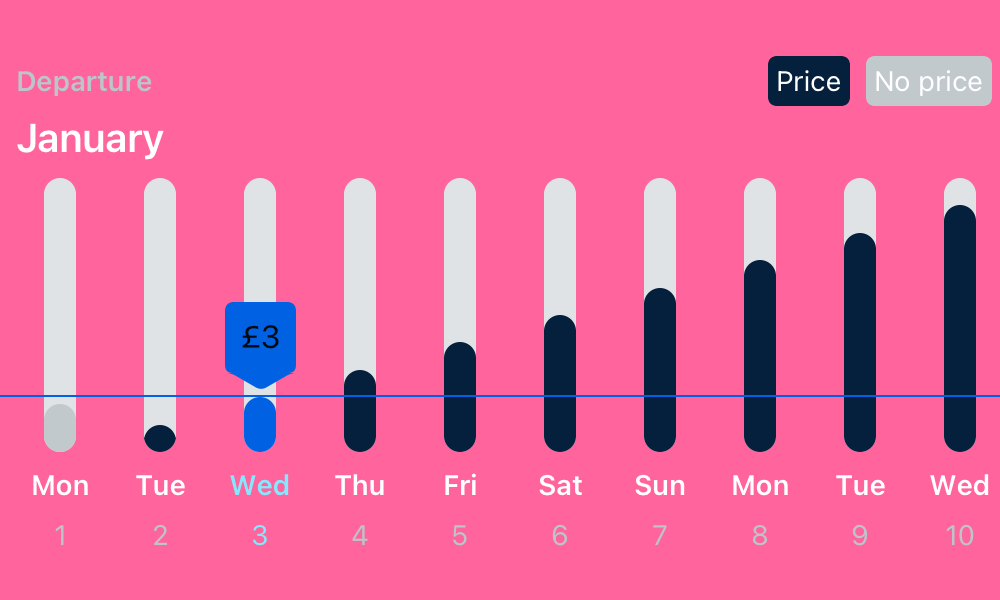 Departure
Price
No price
January
£3
Mon Tue Wed Thu Fri Sat Sun Mon Tue Wed
1 2 3 4 5 6 7 8 9 10